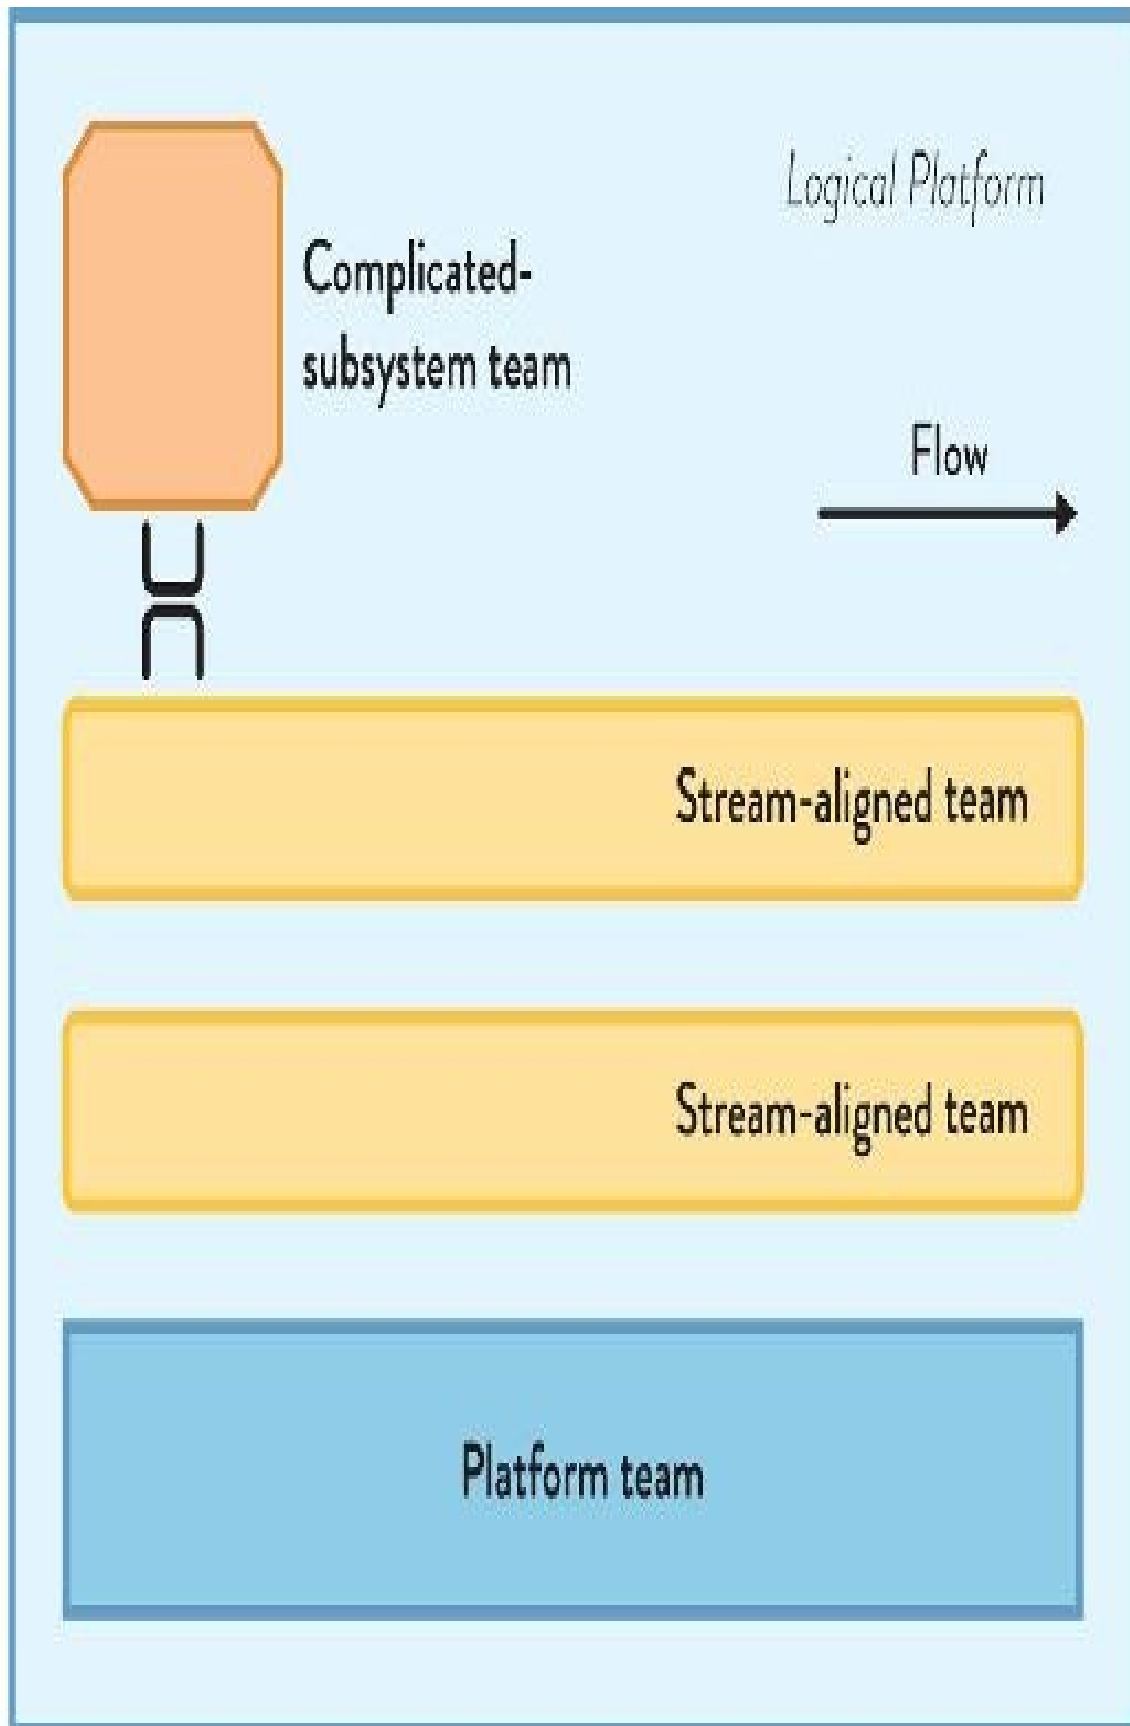 Logical Platform
Complicated-
subsystem team
Flow
Stream-aligned team
Stream-aligned team
Platform team